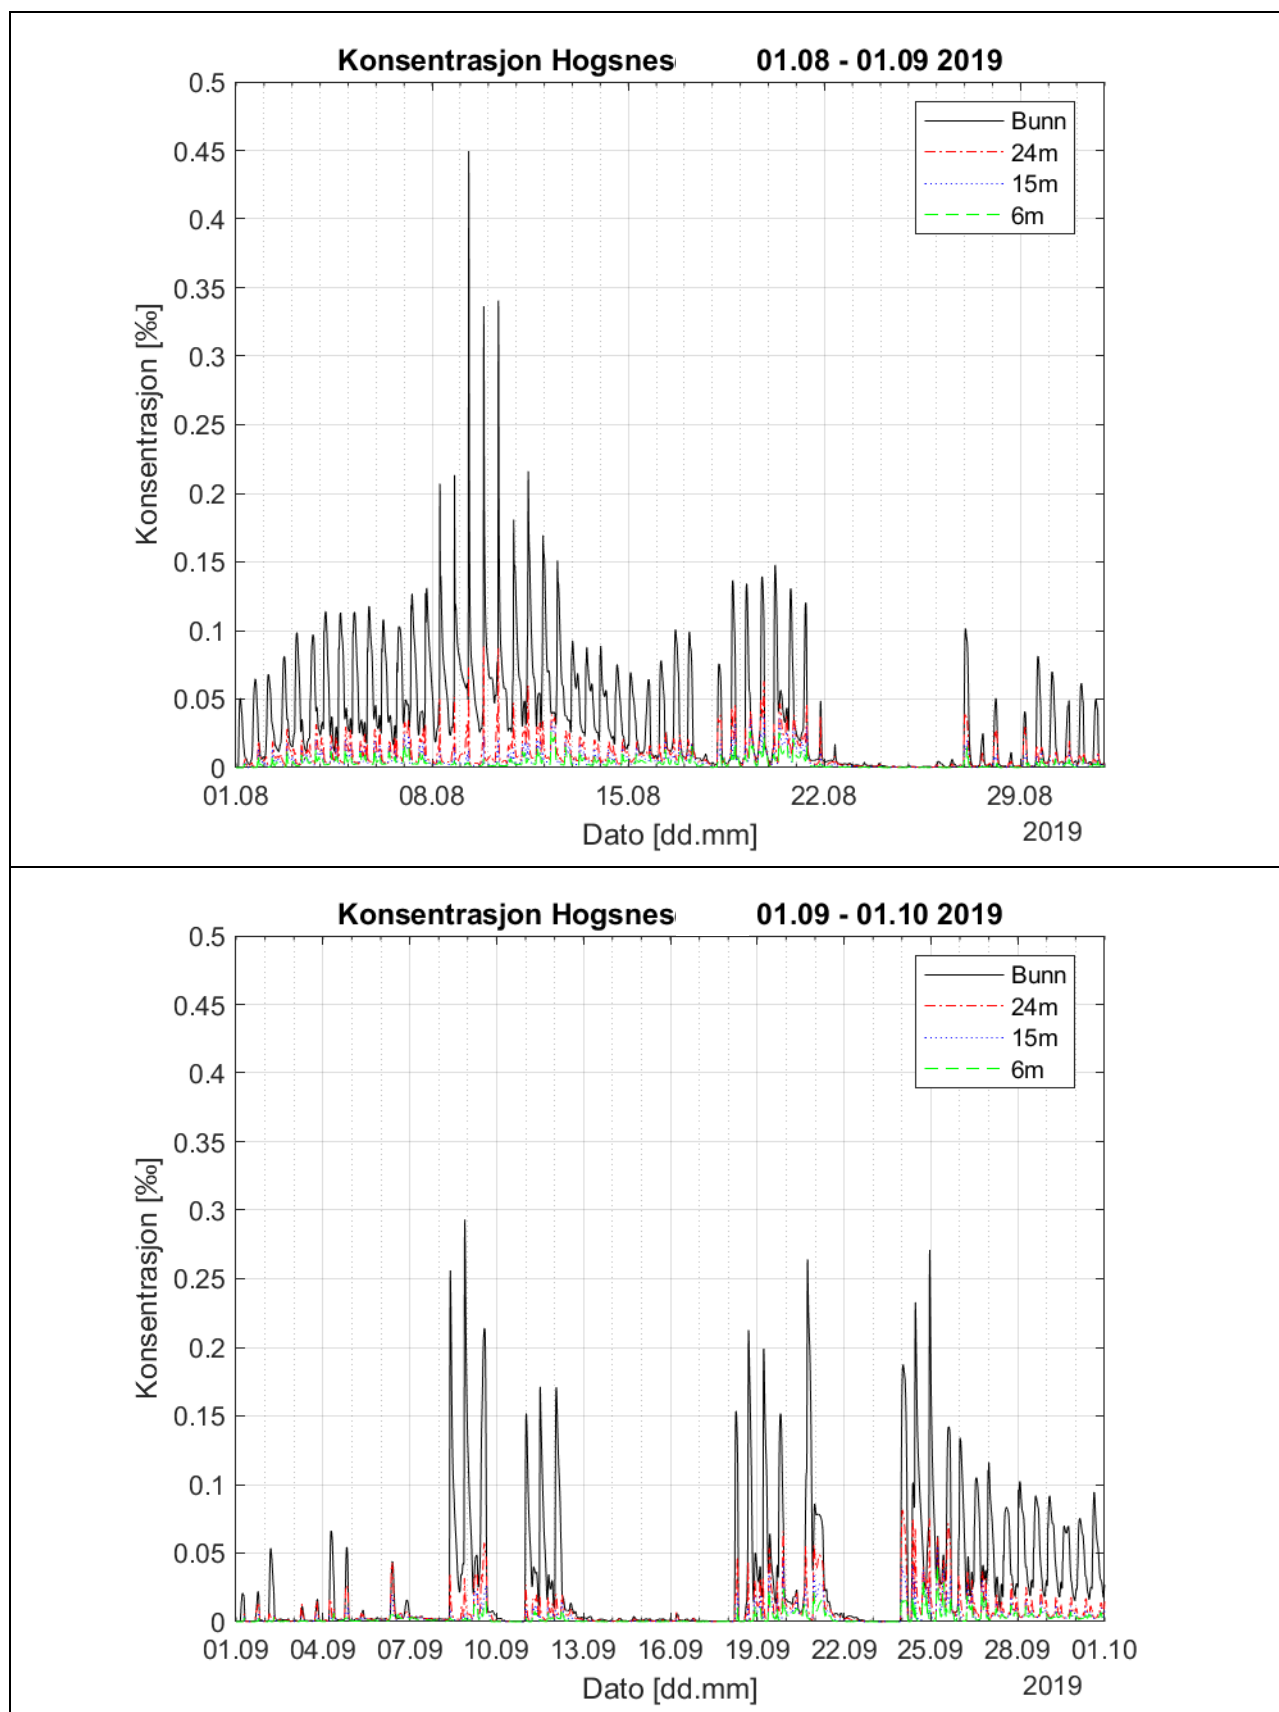 Konsentrasjon Hogsnes 01.08 - 01.09 2019
0.5
0.45
0.4
0.35
0.3
0.25
0.2
0.15
0.1
0.05
0
Konsentrasjon [‰]
Bunn
24m
15m
6m
01.08 08.08 15.08 22.08 29.08
Dato [dd.mm]
2019
Konsentrasjon Hogsnes 01.09 - 01.10 2019
0.5
0.45
0.4
0.35
0.3
0.25
0.2
0.15
0.1
0.05
0
Konsentrasjon [‰]
Bunn
24m
15m
6m
01.09 04.09 07.09 10.09 13.09 16.09 19.09 22.09 25.09 28.09 01.10
Dato [dd.mm]
2019